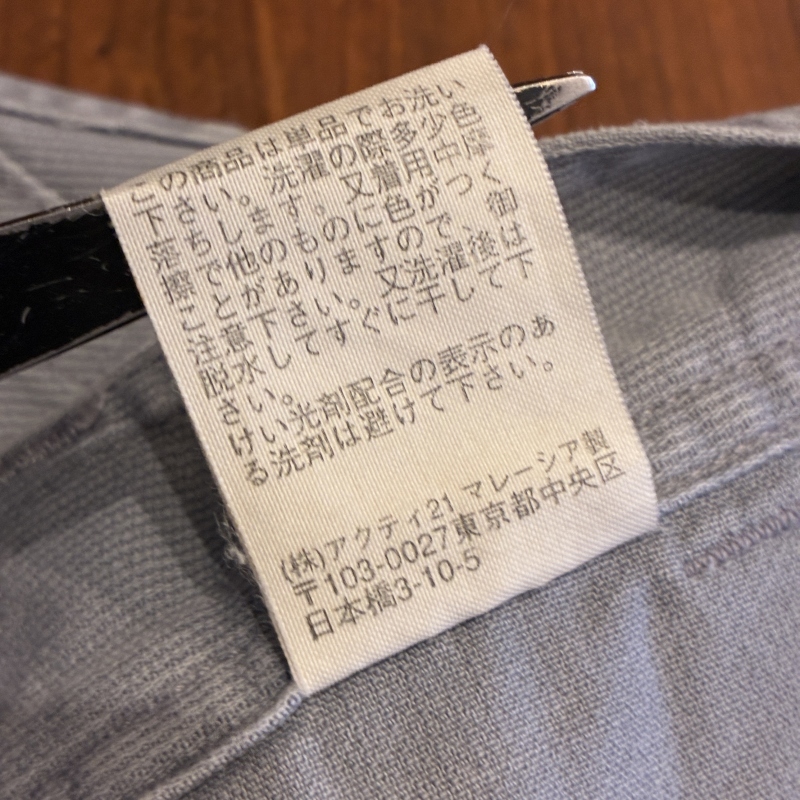 この商品は単品でお洗い
下さい。洗濯の際多少色
落ちします。又着用中摩
擦で他のものに色がつく
ことがありますので、御
注意下さい。又洗濯後は
脱水してすぐに干して下
さい。
けい光剤配合の表示のあ
る洗剤は避けて下さい。
(株)アクティ21 マレーシア製
〒103-0027東京都中央区
日本橋3-10-5